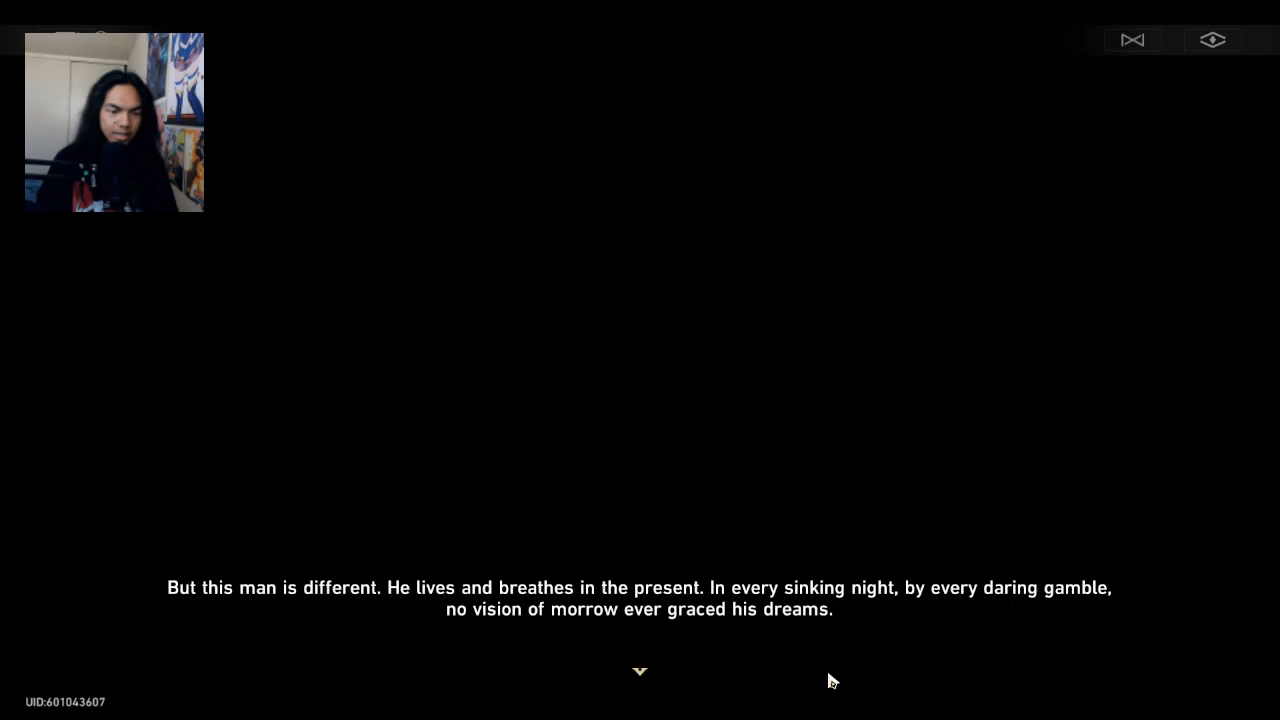 But this man is different. He lives and breathes in the present. In every sinking night, by every daring gamble,
no vision of morrow ever graced his dreams.
UID:601043607